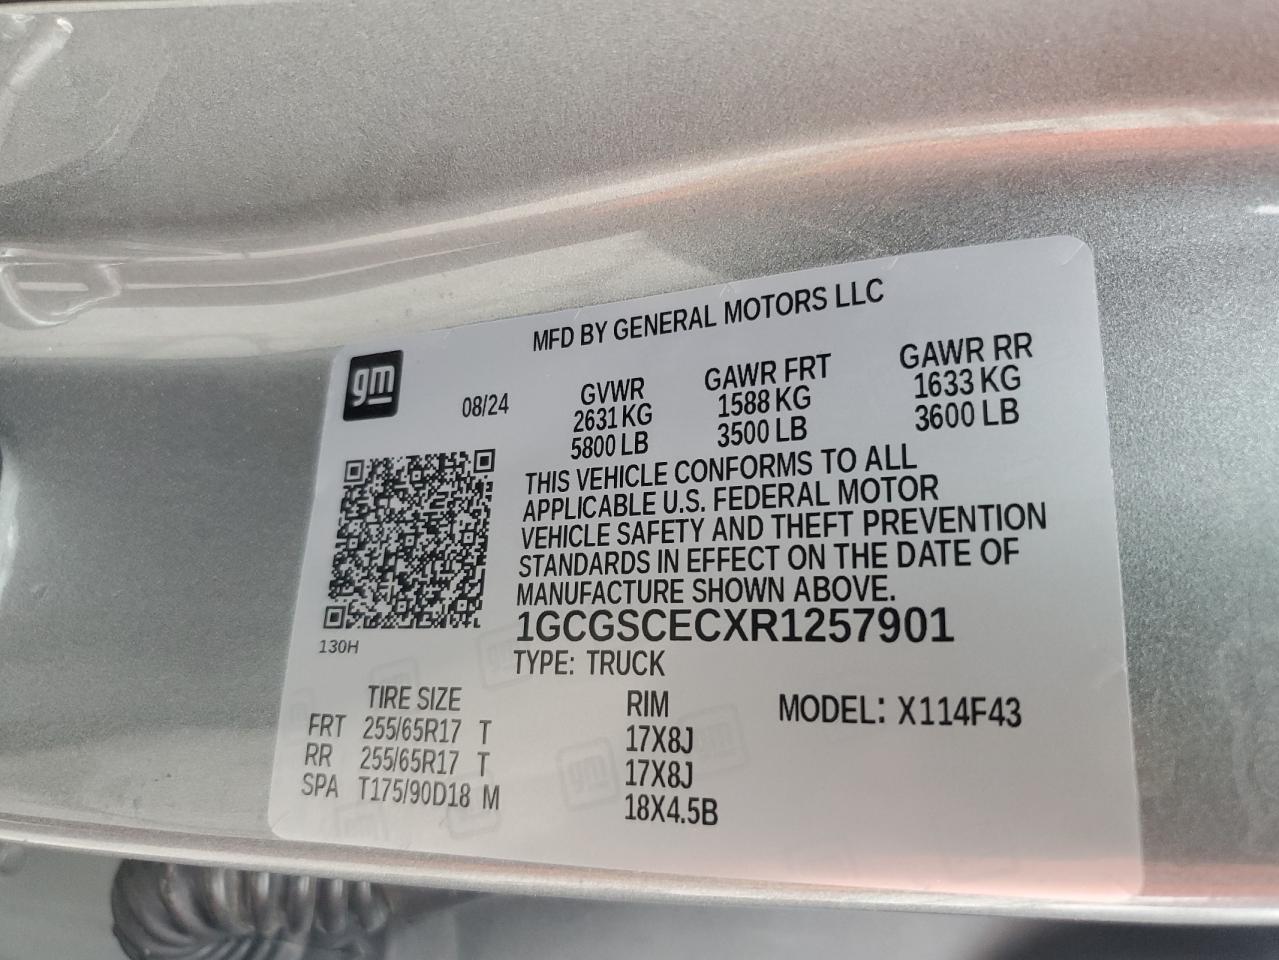 MFD BY GENERAL MOTORS LLC
gm
08/24
GVWR
2631 KG
5800 LB
GAWR FRT
1588 KG
3500 LB
GAWR RR
1633 KG
3600 LB
THIS VEHICLE CONFORMS TO ALL
APPLICABLE U.S. FEDERAL MOTOR
VEHICLE SAFETY AND THEFT PREVENTION
STANDARDS IN EFFECT ON THE DATE OF
MANUFACTURE SHOWN ABOVE.
1GCGSCECXR1257901
130H
TYPE: TRUCK
TIRE SIZE RIM MODEL: X114F43
FRT 255/65R17 T 17X8J
RR 255/65R17 T 17X8J
SPA T175/90D18 M 18X4.5B